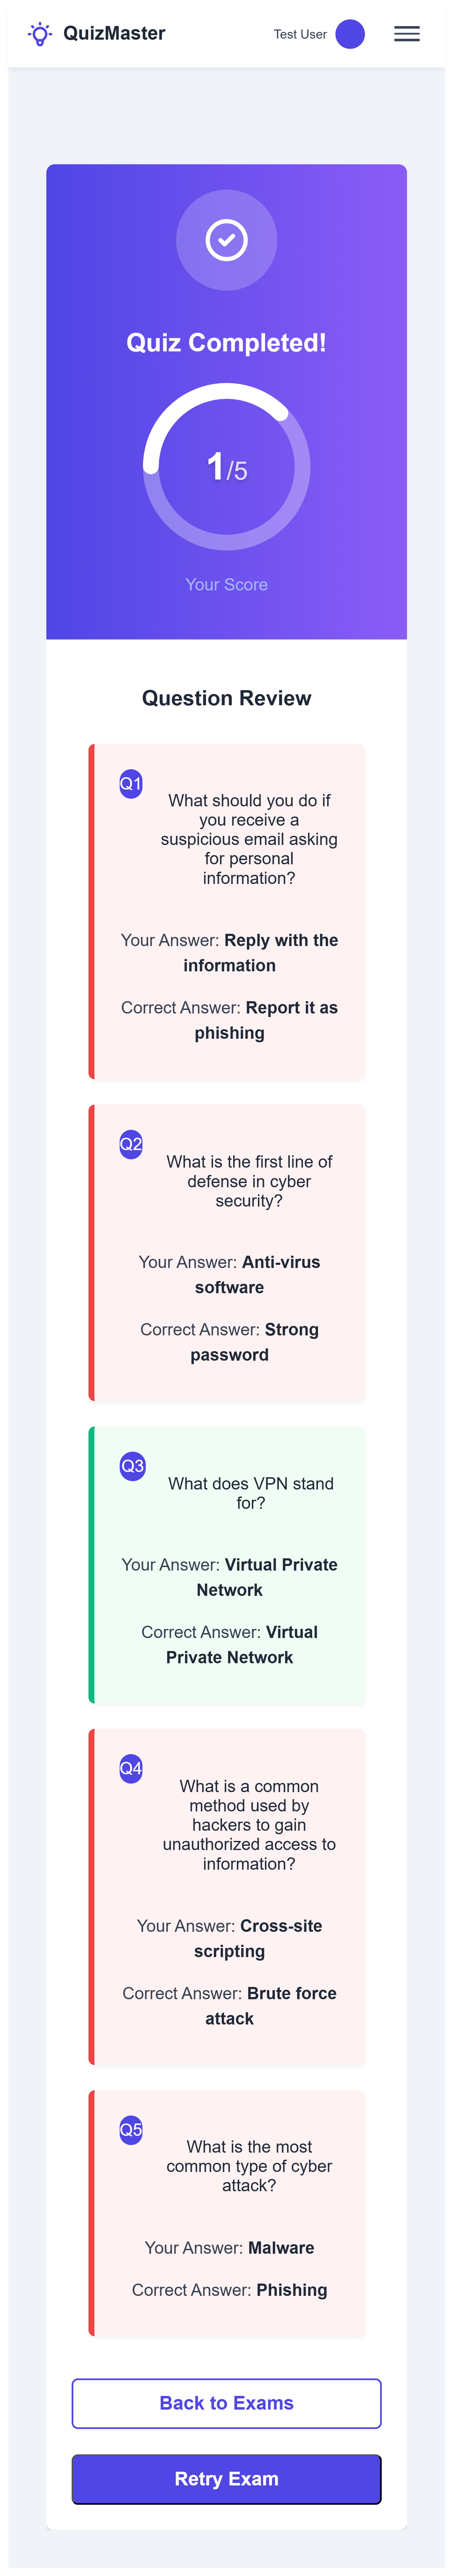 QuizMaster
Test User
Quiz Completed!
1/5
Your Score
Question Review
Q1
What should you do if
you receive a
suspicious email asking
for personal
information?
Your Answer: Reply with the
information
Correct Answer: Report it as
phishing
Q2
What is the first line of
defense in cyber
security?
Your Answer: Anti-virus
software
Correct Answer: Strong
password
Q3
What does VPN stand
for?
Your Answer: Virtual Private
Network
Correct Answer: Virtual
Private Network
Q4
What is a common
method used by
hackers to gain
unauthorized access to
information?
Your Answer: Cross-site
scripting
Correct Answer: Brute force
attack
Q5
What is the most
common type of cyber
attack?
Your Answer: Malware
Correct Answer: Phishing
Back to Exams
Retry Exam